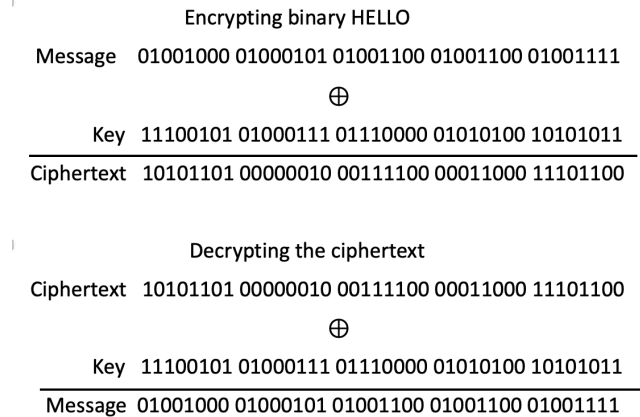 Encrypting binary HELLO
Message 01001000 01000101 01001100 01001100 01001111
⊕
Key 11100101 01000111 01110000 01010100 10101011
Ciphertext 10101101 00000010 00111100 00011000 11101100
Decrypting the ciphertext
Ciphertext 10101101 00000010 00111100 00011000 11101100
⊕
Key 11100101 01000111 01110000 01010100 10101011
Message 01001000 01000101 01001100 01001100 01001111